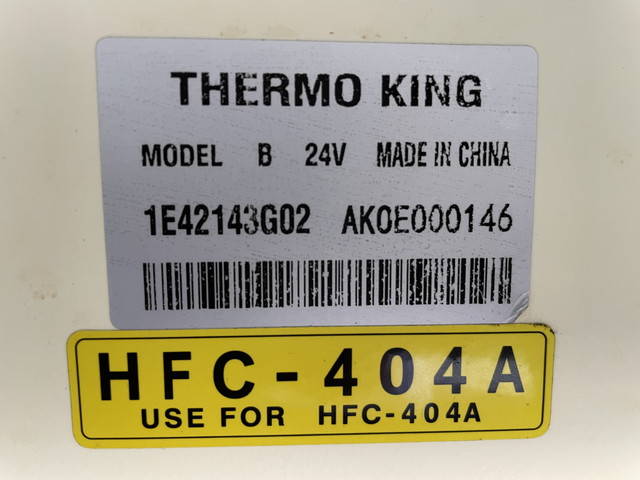 THERMO KING
MODEL B 24V MADE IN CHINA
1E42143G02 AK0E000146
HFC-404A
USE FOR HFC-404A